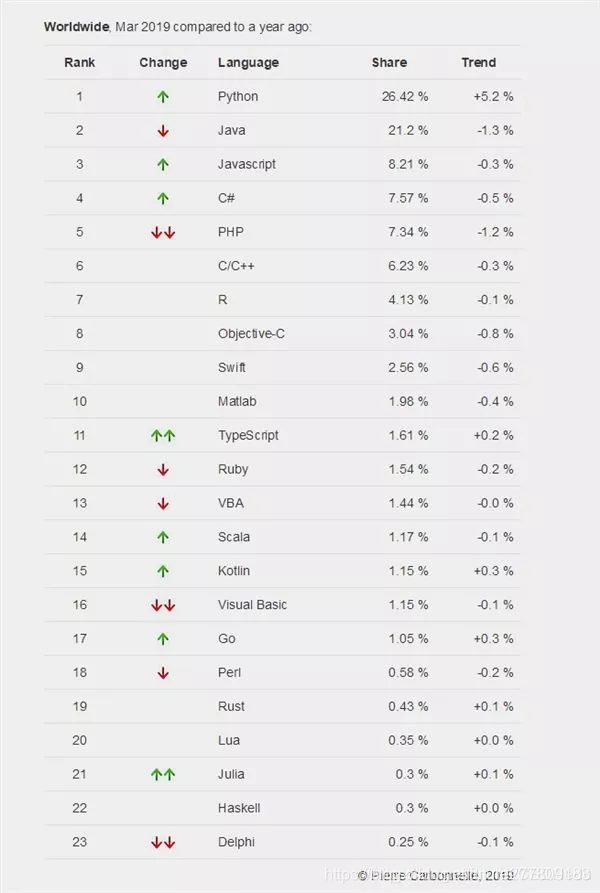 Worldwide, Mar 2019 compared to a year ago:
Rank Change Language Share Trend
1 ↑ Python 26.42 % +5.2 %
2 ↓ Java 21.2 % -1.3 %
3 ↑ Javascript 8.21 % -0.3 %
4 ↑ C# 7.57 % -0.5 %
5 ↓↓ PHP 7.34 % -1.2 %
6 C/C++ 6.23 % -0.3 %
7 R 4.13 % -0.1 %
8 Objective-C 3.04 % -0.8 %
9 Swift 2.56 % -0.6 %
10 Matlab 1.98 % -0.4 %
11 ↑↑ TypeScript 1.61 % +0.2 %
12 ↓ Ruby 1.54 % -0.2 %
13 ↓ VBA 1.44 % -0.0 %
14 ↑ Scala 1.17 % -0.1 %
15 ↑ Kotlin 1.15 % +0.3 %
16 ↓↓ Visual Basic 1.15 % -0.1 %
17 ↑ Go 1.05 % +0.3 %
18 ↓ Perl 0.58 % -0.2 %
19 Rust 0.43 % +0.1 %
20 Lua 0.35 % +0.0 %
21 ↑↑ Julia 0.3 % +0.1 %
22 Haskell 0.3 % +0.0 %
23 ↓↓ Delphi 0.25 % -0.1 %
© Pierre Carbonnelle, 2019